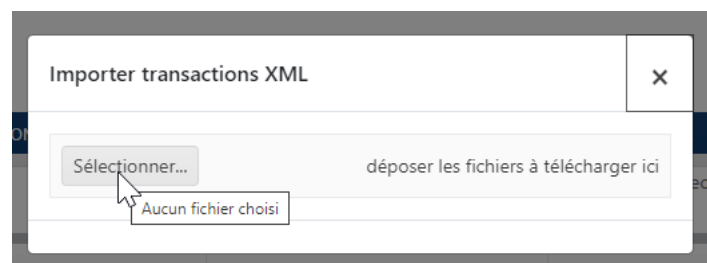 Importer transactions XML
Sélectionner... déposer les fichiers à télécharger ici
Aucun fichier choisi